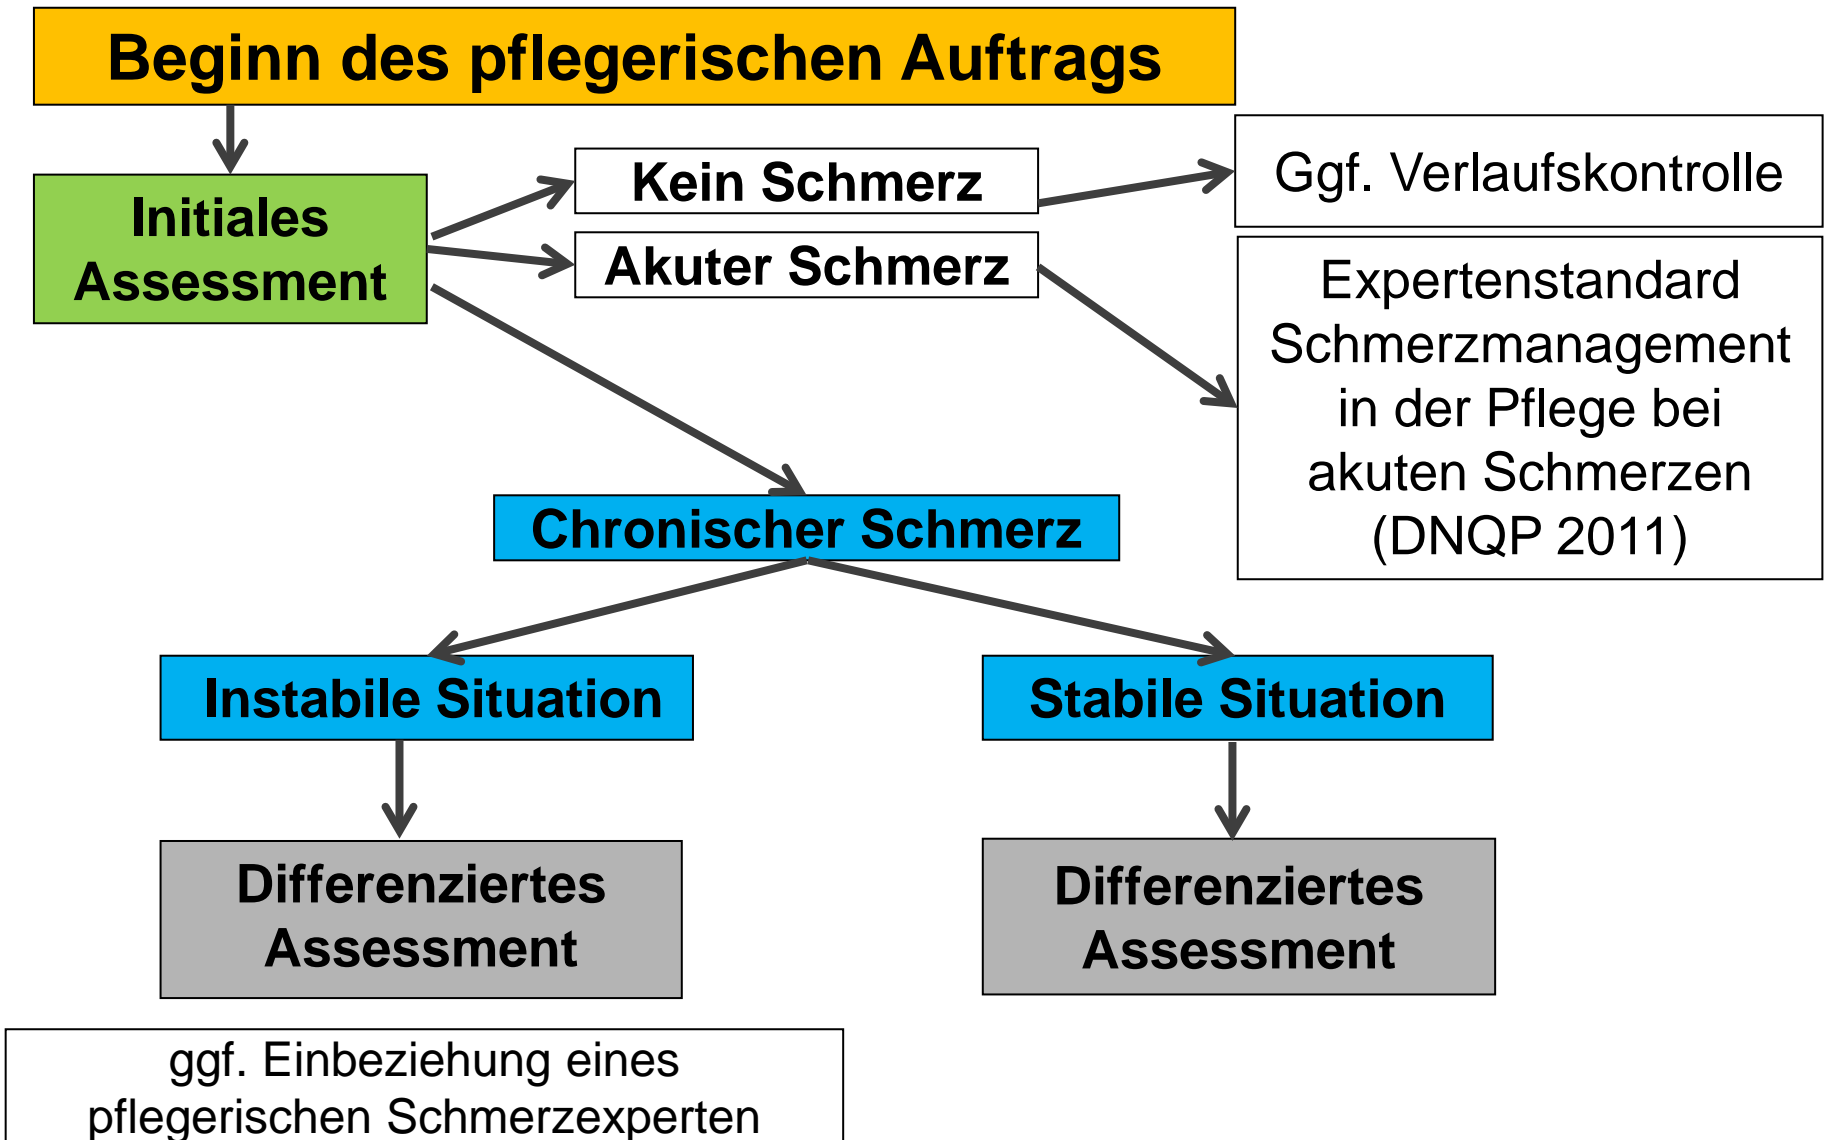 Beginn des pflegerischen Auftrags
Initiales
Assessment
Kein Schmerz
Akuter Schmerz
Ggf. Verlaufskontrolle
Expertenstandard
Schmerzmanagement
in der Pflege bei
akuten Schmerzen
(DNQP 2011)
Chronischer Schmerz
Instabile Situation
Stabile Situation
Differenziertes
Assessment
Differenziertes
Assessment
ggf. Einbeziehung eines
pflegerischen Schmerzexperten